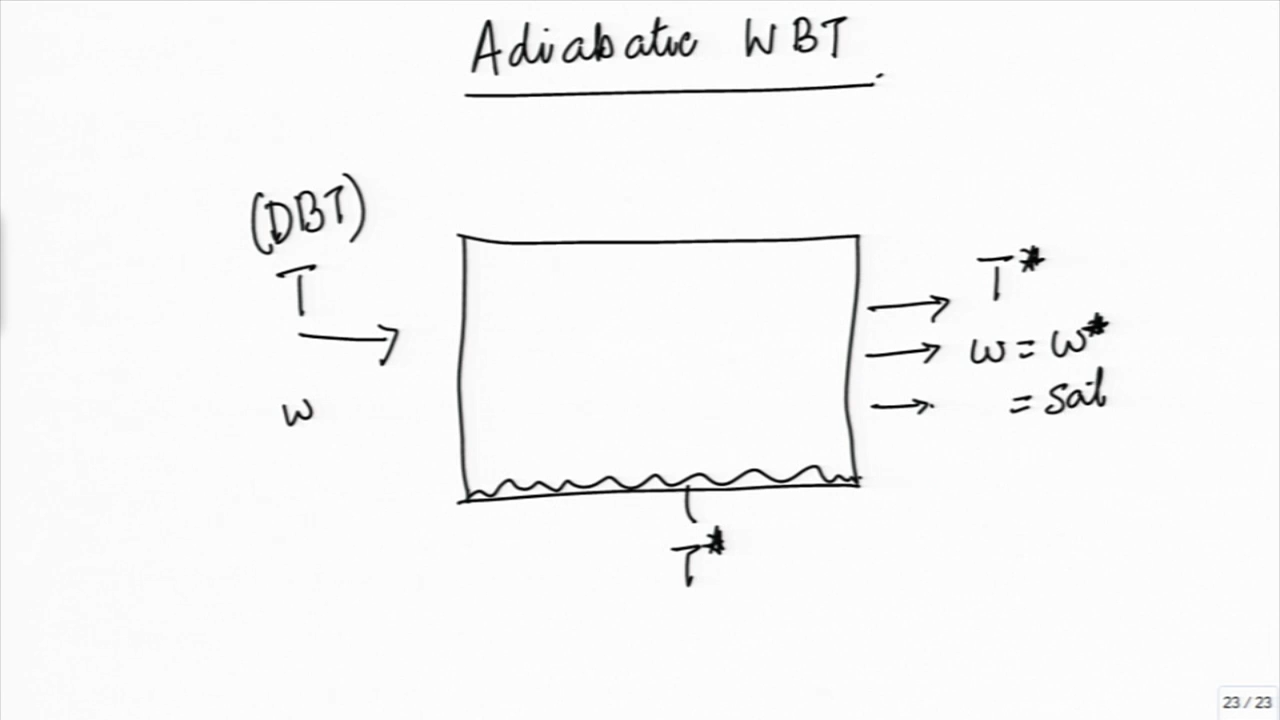 Adiabatic WBT
(DBT)
T
w
T*
w = w*
= sat
T*
23 / 23